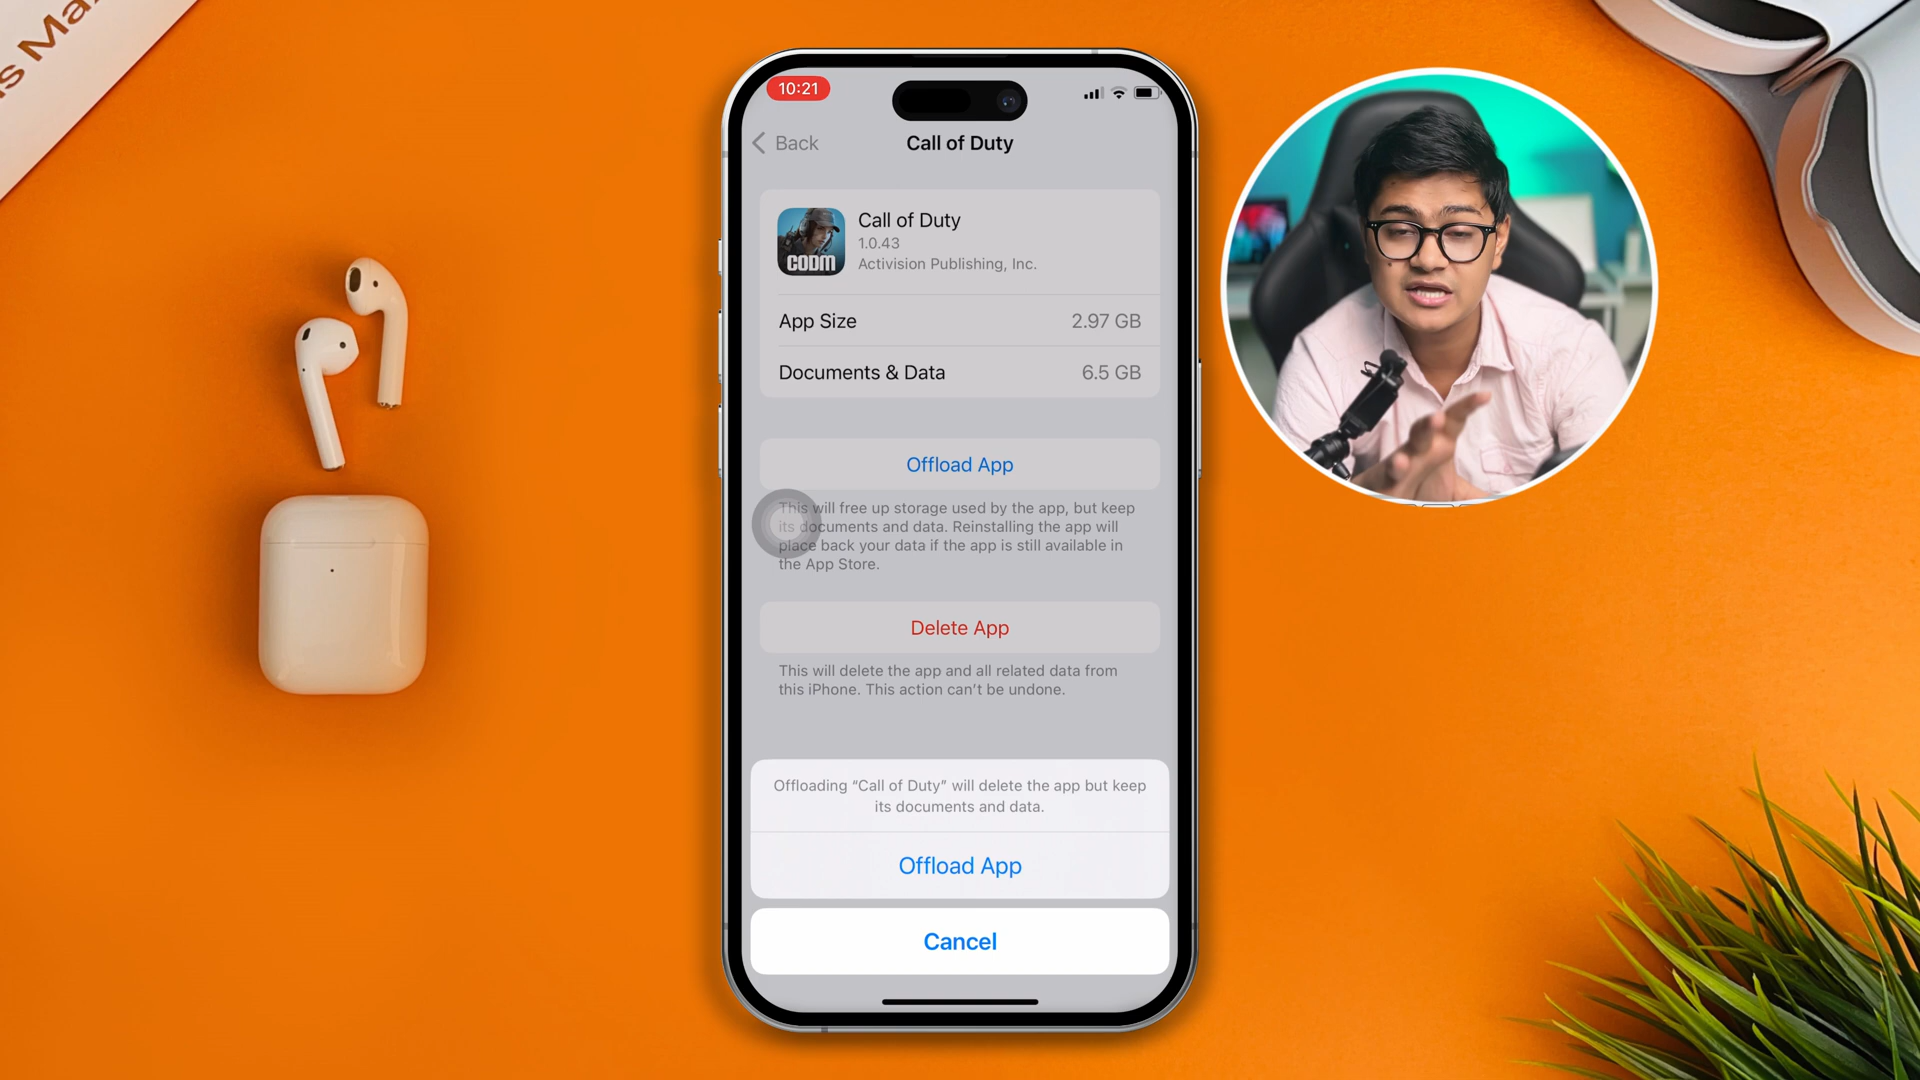 s Ma
10:21
Back
Call of Duty
CODM
Call of Duty
1.0.43
Activision Publishing, Inc.
App Size
2.97 GB
Documents & Data
6.5 GB
Offload App
This will free up storage used by the app, but keep
its documents and data. Reinstalling the app will
place back your data if the app is still available in
the App Store.
Delete App
This will delete the app and all related data from
this iPhone. This action can’t be undone.
Offloading “Call of Duty” will delete the app but keep
its documents and data.
Offload App
Cancel